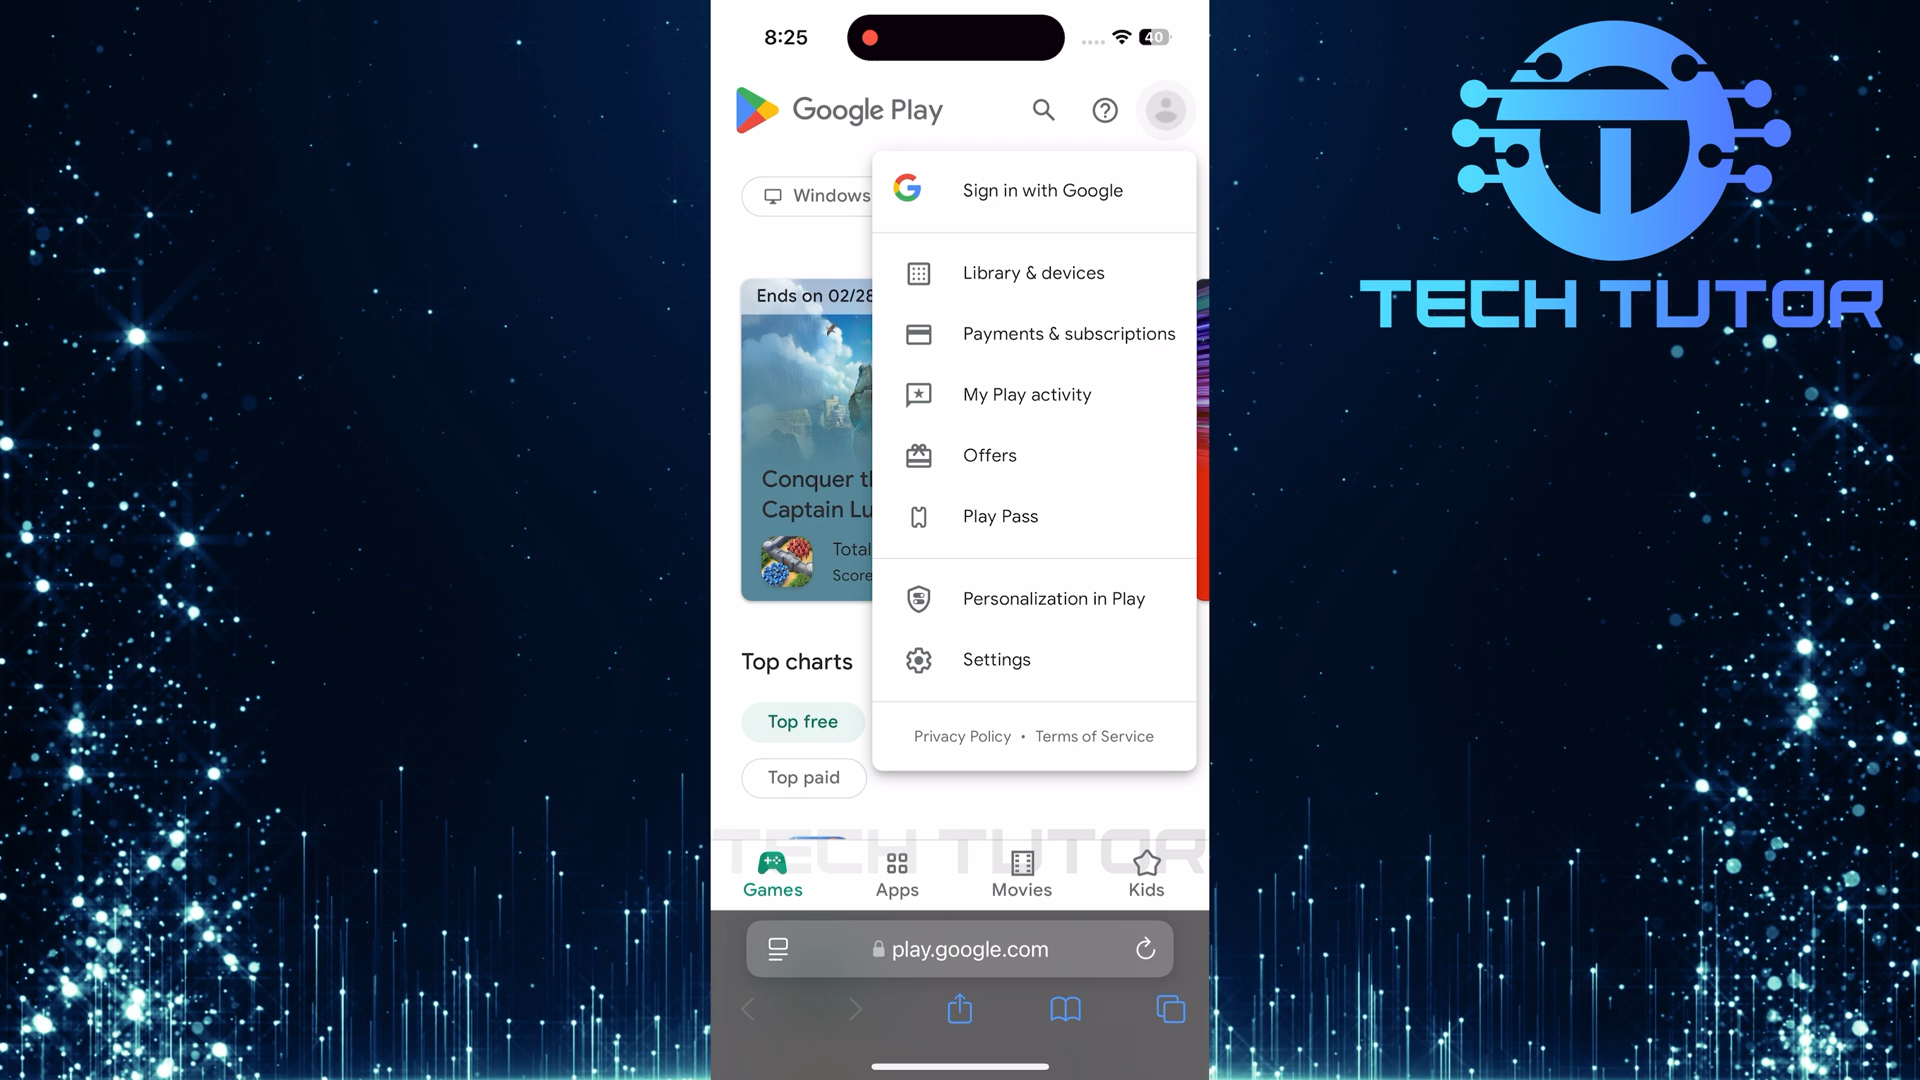 8:25
40
Google Play
TECH TUTOR
Windows
Sign in with Google
Library & devices
Ends on 02/28
Payments & subscriptions
My Play activity
Offers
Conquer
Captain
Play Pass
Total
Score
Personalization in Play
Settings
Top charts
Top free
Privacy Policy • Terms of Service
Top paid
TECH TUTOR
Games
Apps
Movies
Kids
play.google.com